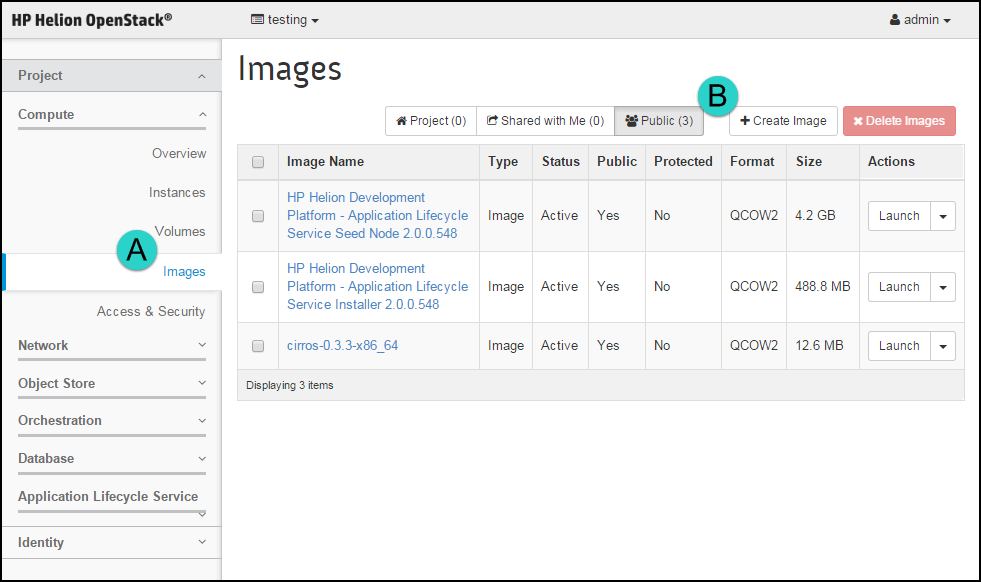 HP Helion OpenStack®
testing
admin
Project
Compute
Overview
Instances
Volumes
A
Images
Access & Security
Network
Object Store
Orchestration
Database
Application Lifecycle Service
Identity
Images
B
Project (0) Shared with Me (0) Public (3) Create Image Delete Images
Image Name Type Status Public Protected Format Size Actions
HP Helion Development
Platform - Application Lifecycle
Service Seed Node 2.0.0.548
Image Active Yes No QCOW2 4.2 GB Launch
HP Helion Development
Platform - Application Lifecycle
Service Installer 2.0.0.548
Image Active Yes No QCOW2 488.8 MB Launch
cirros-0.3.3-x86_64 Image Active Yes No QCOW2 12.6 MB Launch
Displaying 3 items